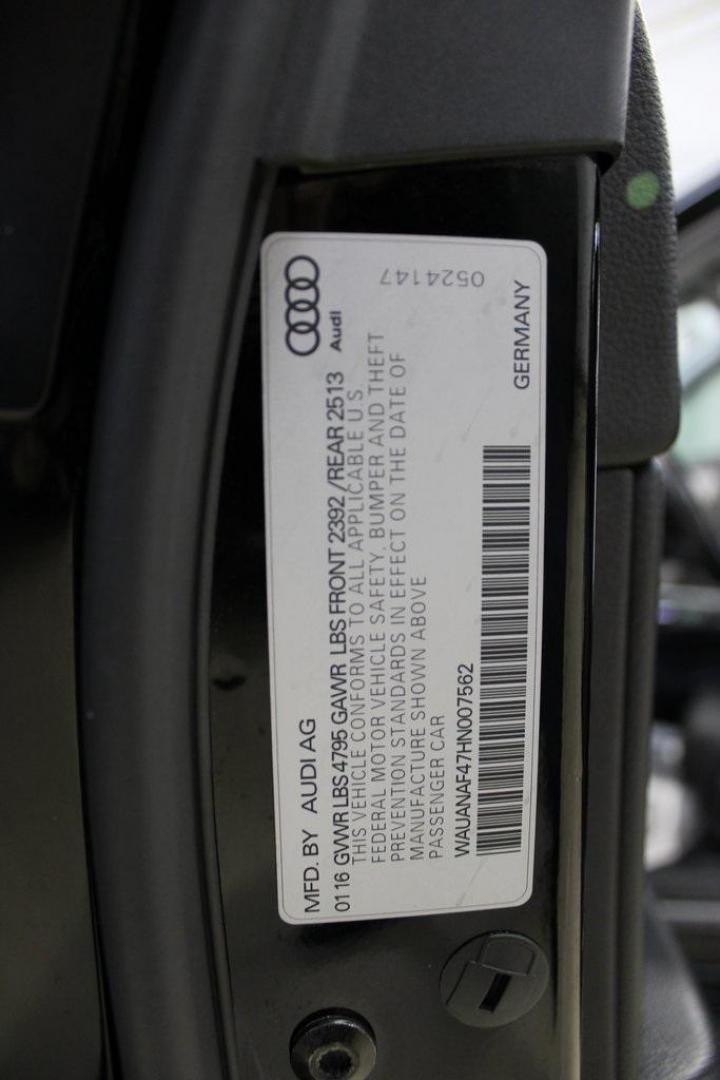 MFD. BY AUDI AG
0116 GVWR LBS 4795 GAWR LBS FRONT 2392/REAR 2513
Audi
THIS VEHICLE CONFORMS TO ALL APPLICABLE U S
FEDERAL MOTOR VEHICLE SAFETY, BUMPER AND THEFT
PREVENTION STANDARDS IN EFFECT ON THE DATE OF
MANUFACTURE SHOWN ABOVE
PASSENGER CAR
WAUANAF47HN007562
GERMANY
0524147